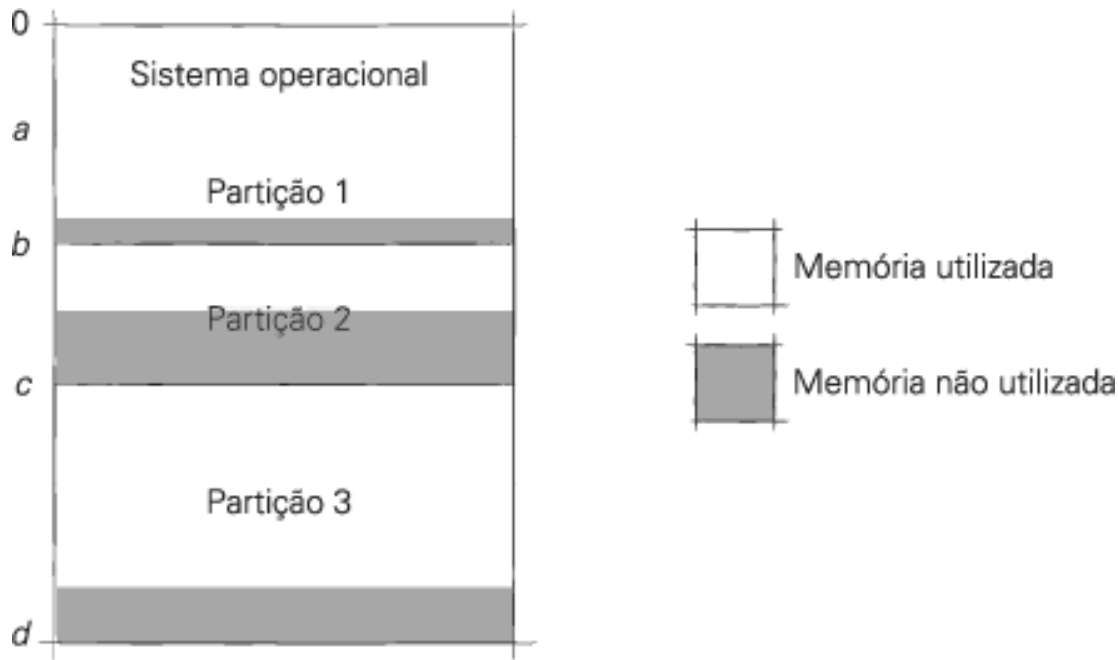 0
Sistema operacional
a
Partição 1
b
Partição 2
c
Partição 3
d
Memória utilizada
Memória não utilizada